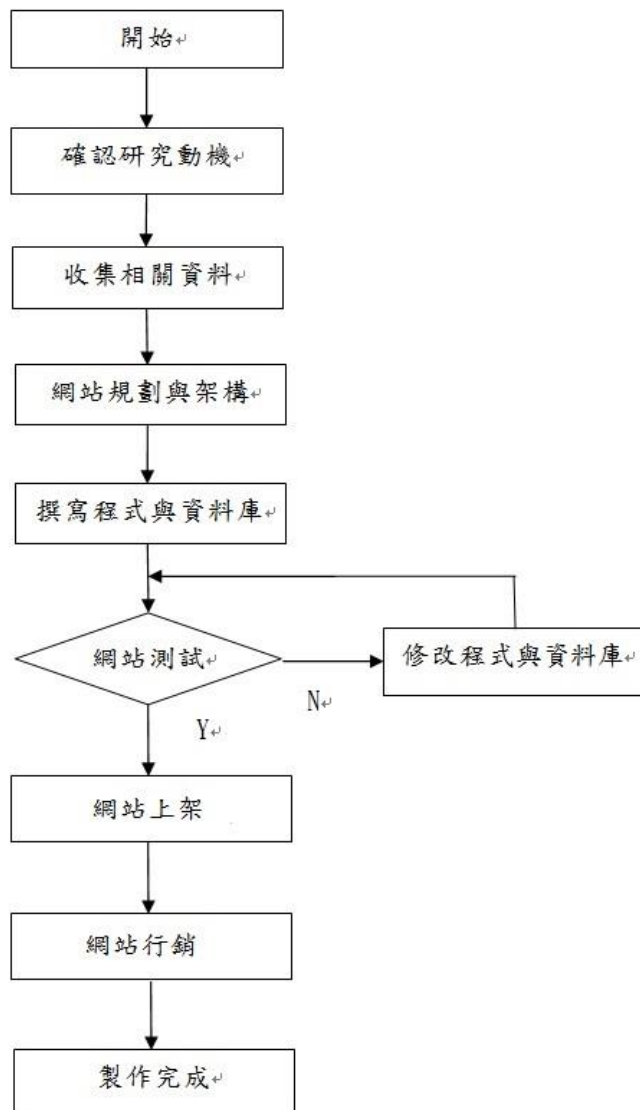 開始
確認研究動機
收集相關資料
網站規劃與架構
撰寫程式與資料庫
網站測試
修改程式與資料庫
N
Y
網站上架
網站行銷
製作完成